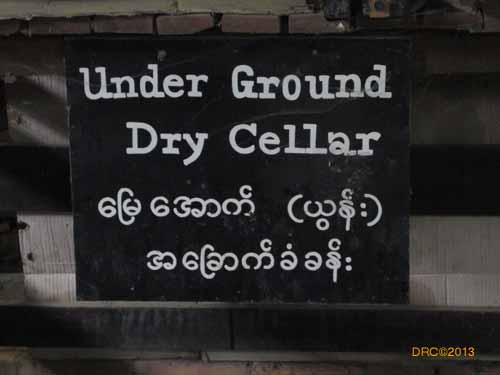 Under Ground
Dry Cellar
မြေအောက် (ယွန်း)
အခြောက်ခံခန်း
DRC©2013